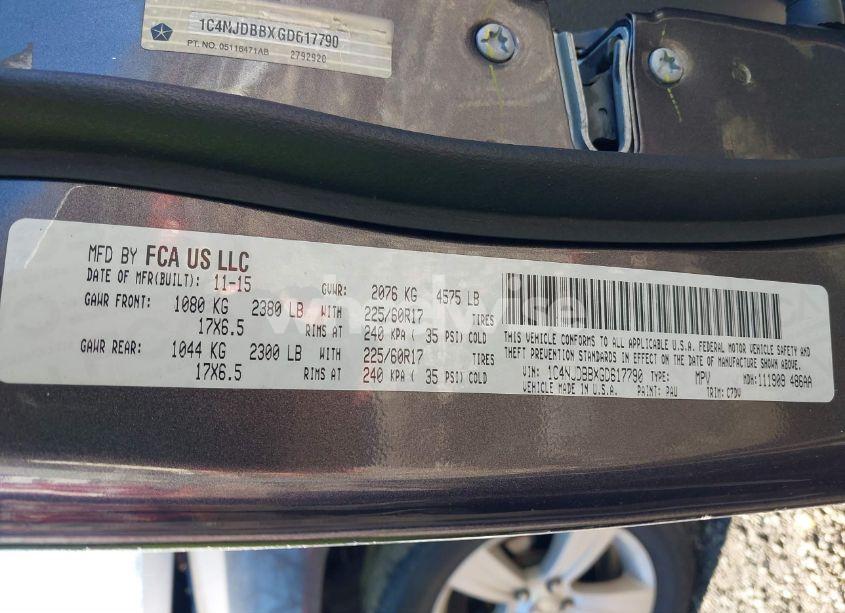 1C4NJDBBXGD617790
PT. NO. 05116471AB 2792920
MFD BY FCA US LLC
DATE OF MFR(BUILT): 11-15 GVWR: 2076 KG 4575 LB
GAWR FRONT: 1080 KG 2380 LB WITH 225/60R17 TIRES
17X6.5 RIMS AT 240 KPA ( 35 PSI) COLD
GAWR REAR: 1044 KG 2300 LB WITH 225/60R17 TIRES
17X6.5 RIMS AT 240 KPA ( 35 PSI) COLD
THIS VEHICLE CONFORMS TO ALL APPLICABLE U.S.A. FEDERAL MOTOR VEHICLE SAFETY AND
THEFT PREVENTION STANDARDS IN EFFECT ON THE DATE OF MANUFACTURE SHOWN ABOVE.
VIN: 1C4NJDBBXGD617790 TYPE: MPV MDH: 111909 486AA
VEHICLE MADE IN U.S.A. PAINT: PAU TRIM: C7DV